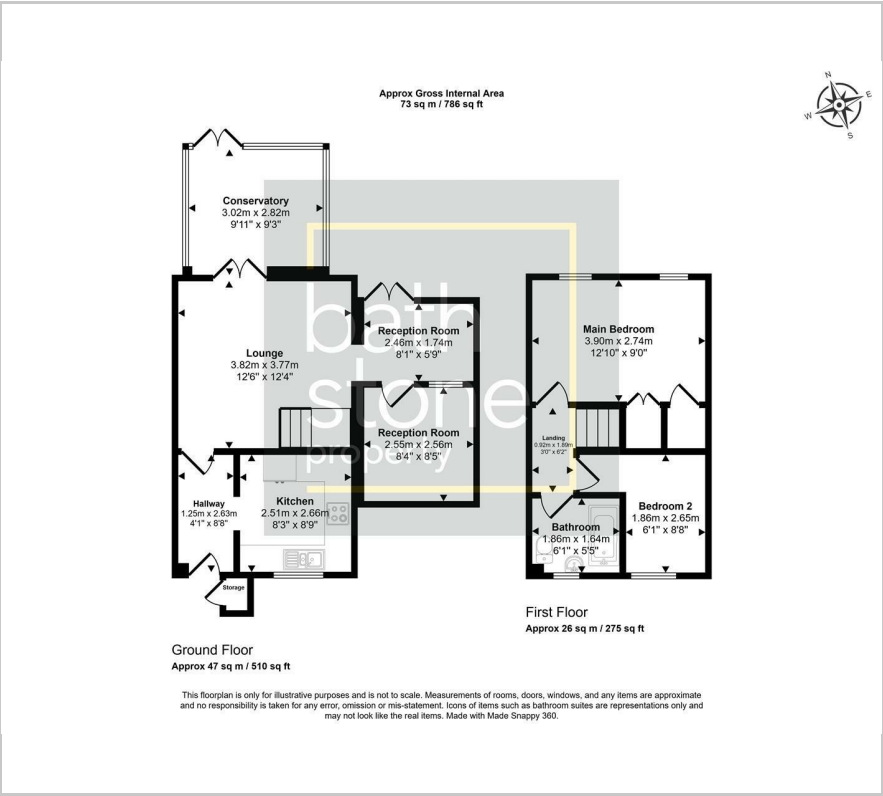 Approx Gross Internal Area
73 sq m / 786 sq ft
N
E
W
S
Conservatory
3.02m x 2.82m
9'11" x 9'3"
bath
stone
property
Lounge
3.82m x 3.77m
12'6" x 12'4"
Reception Room
2.46m x 1.74m
8'1" x 5'9"
Reception Room
2.55m x 2.56m
8'4" x 8'5"
Hallway
1.25m x 2.63m
4'1" x 8'8"
Kitchen
2.51m x 2.66m
8'3" x 8'9"
Storage
Main Bedroom
3.90m x 2.74m
12'10" x 9'0"
Landing
0.92m x 1.89m
3'0" x 6'2"
Bathroom
1.86m x 1.64m
6'1" x 5'5"
Bedroom 2
1.86m x 2.65m
6'1" x 8'8"
Ground Floor
Approx 47 sq m / 510 sq ft
First Floor
Approx 26 sq m / 275 sq ft
This floorplan is only for illustrative purposes and is not to scale. Measurements of rooms, doors, windows, and any items are approximate
and no responsibility is taken for any error, omission or mis-statement. Icons of items such as bathroom suites are representations only and
may not look like the real items. Made with Made Snappy 360.